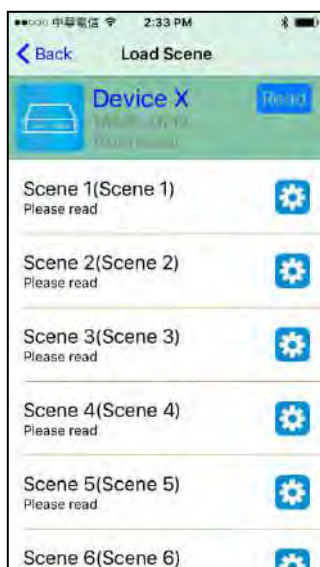 中華電信 2:33 PM
Back Load Scene
Device X
Read
Scene 1(Scene 1)
Please read
Scene 2(Scene 2)
Please read
Scene 3(Scene 3)
Please read
Scene 4(Scene 4)
Please read
Scene 5(Scene 5)
Please read
Scene 6(Scene 6)